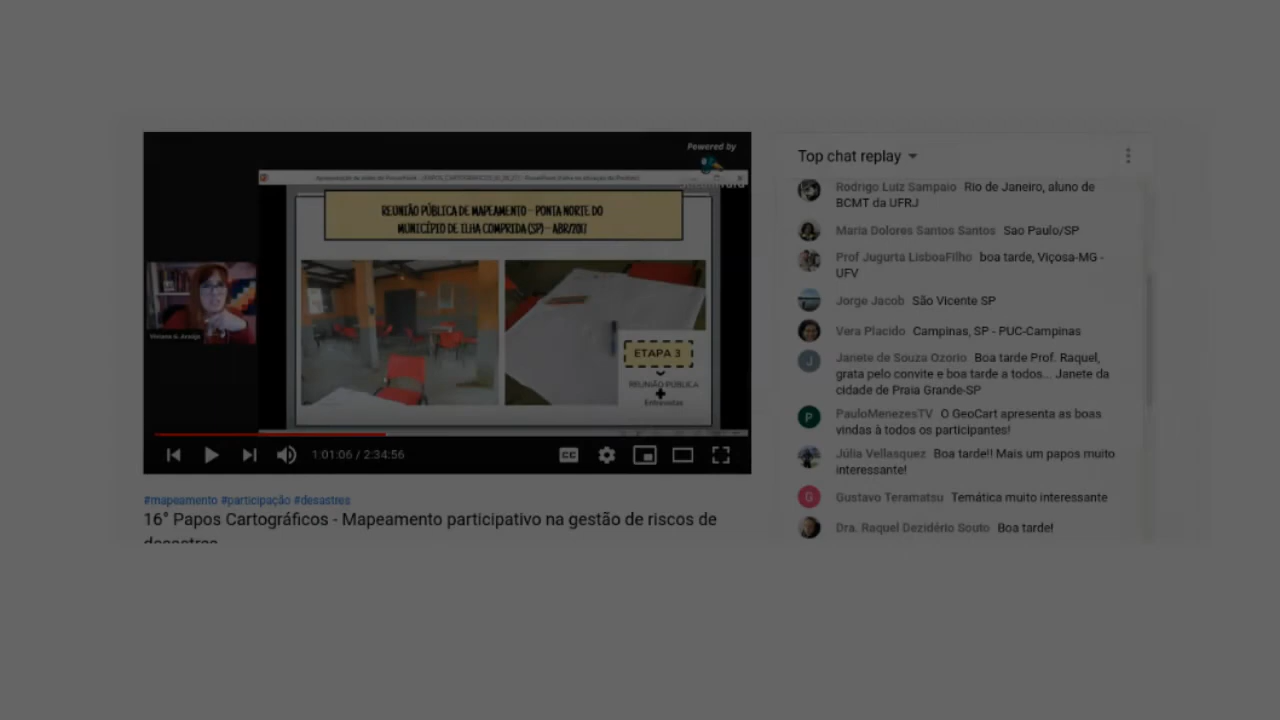 Powered by
REUNIÃO PÚBLICA DE MAPEAMENTO - PONTA NORTE DO
MUNICÍPIO DE ILHA COMPRIDA (SP) - ABR/2017
ETAPA 3
REUNIÃO PÚBLICA
Entrevistas
Viviane A. Araújo
1:01:06 / 2:34:56
CC
#mapeamento #participação #desastres
16° Papos Cartográficos - Mapeamento participativo na gestão de riscos de
desastres
Top chat replay
Rodrigo Luiz Sampaio Rio de Janeiro, aluno de
BCMT da UFRJ
Maria Dolores Santos Santos Sao Paulo/SP
Prof Jugurta LisboaFilho boa tarde, Viçosa-MG -
UFV
Jorge Jacob São Vicente SP
Vera Placido Campinas, SP - PUC-Campinas
J
Janete de Souza Ozorio Boa tarde Prof. Raquel,
grata pelo convite e boa tarde a todos... Janete da
cidade de Praia Grande-SP
P
PauloMenezesTV O GeoCart apresenta as boas
vindas à todos os participantes!
Júlia Vellasquez Boa tarde!! Mais um papos muito
interessante!
G
Gustavo Teramatsu Temática muito interessante
Dra. Raquel Dezidério Souto Boa tarde!